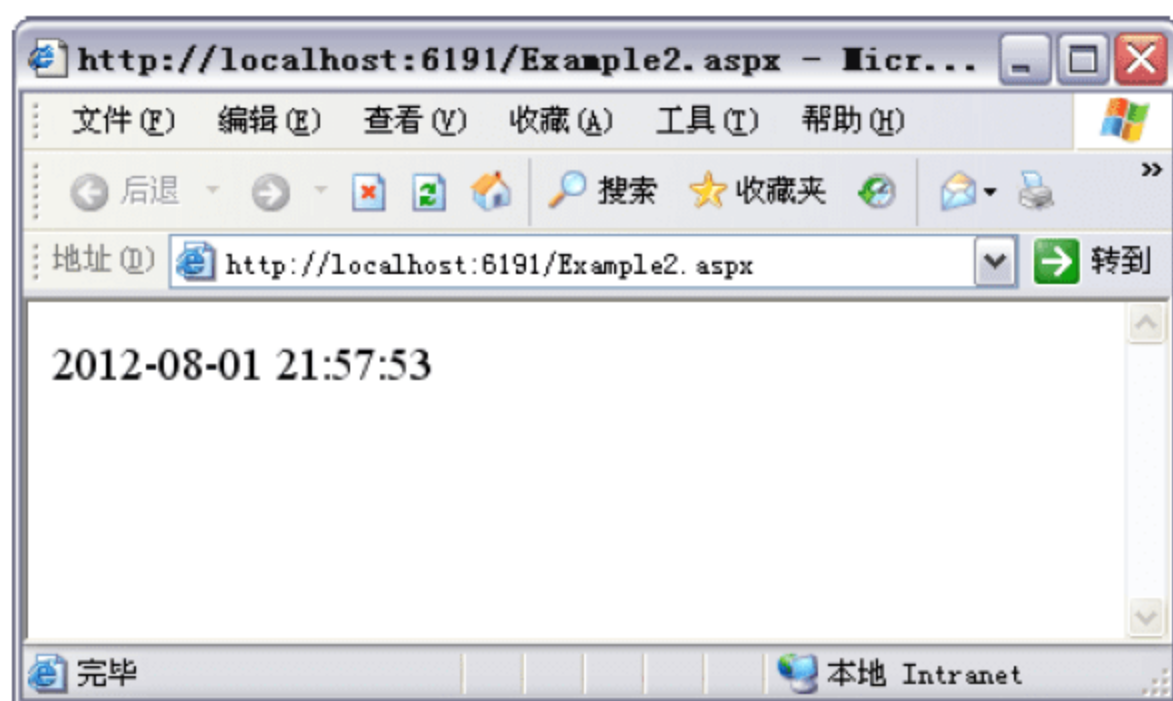 http://localhost:6191/Example2.aspx - Micr...
文件(F) 编辑(E) 查看(V) 收藏(A) 工具(T) 帮助(H)
后退 搜索 收藏夹 »
地址(D) http://localhost:6191/Example2.aspx 转到
2012-08-01 21:57:53
完毕 本地 Intranet